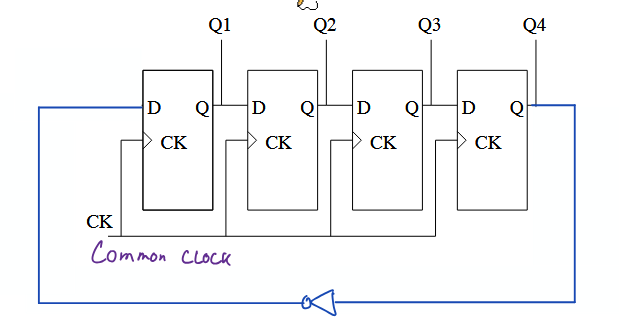 Q1 Q2 Q3 Q4
D Q D Q D Q D Q
CK CK CK CK
CK
Common clock